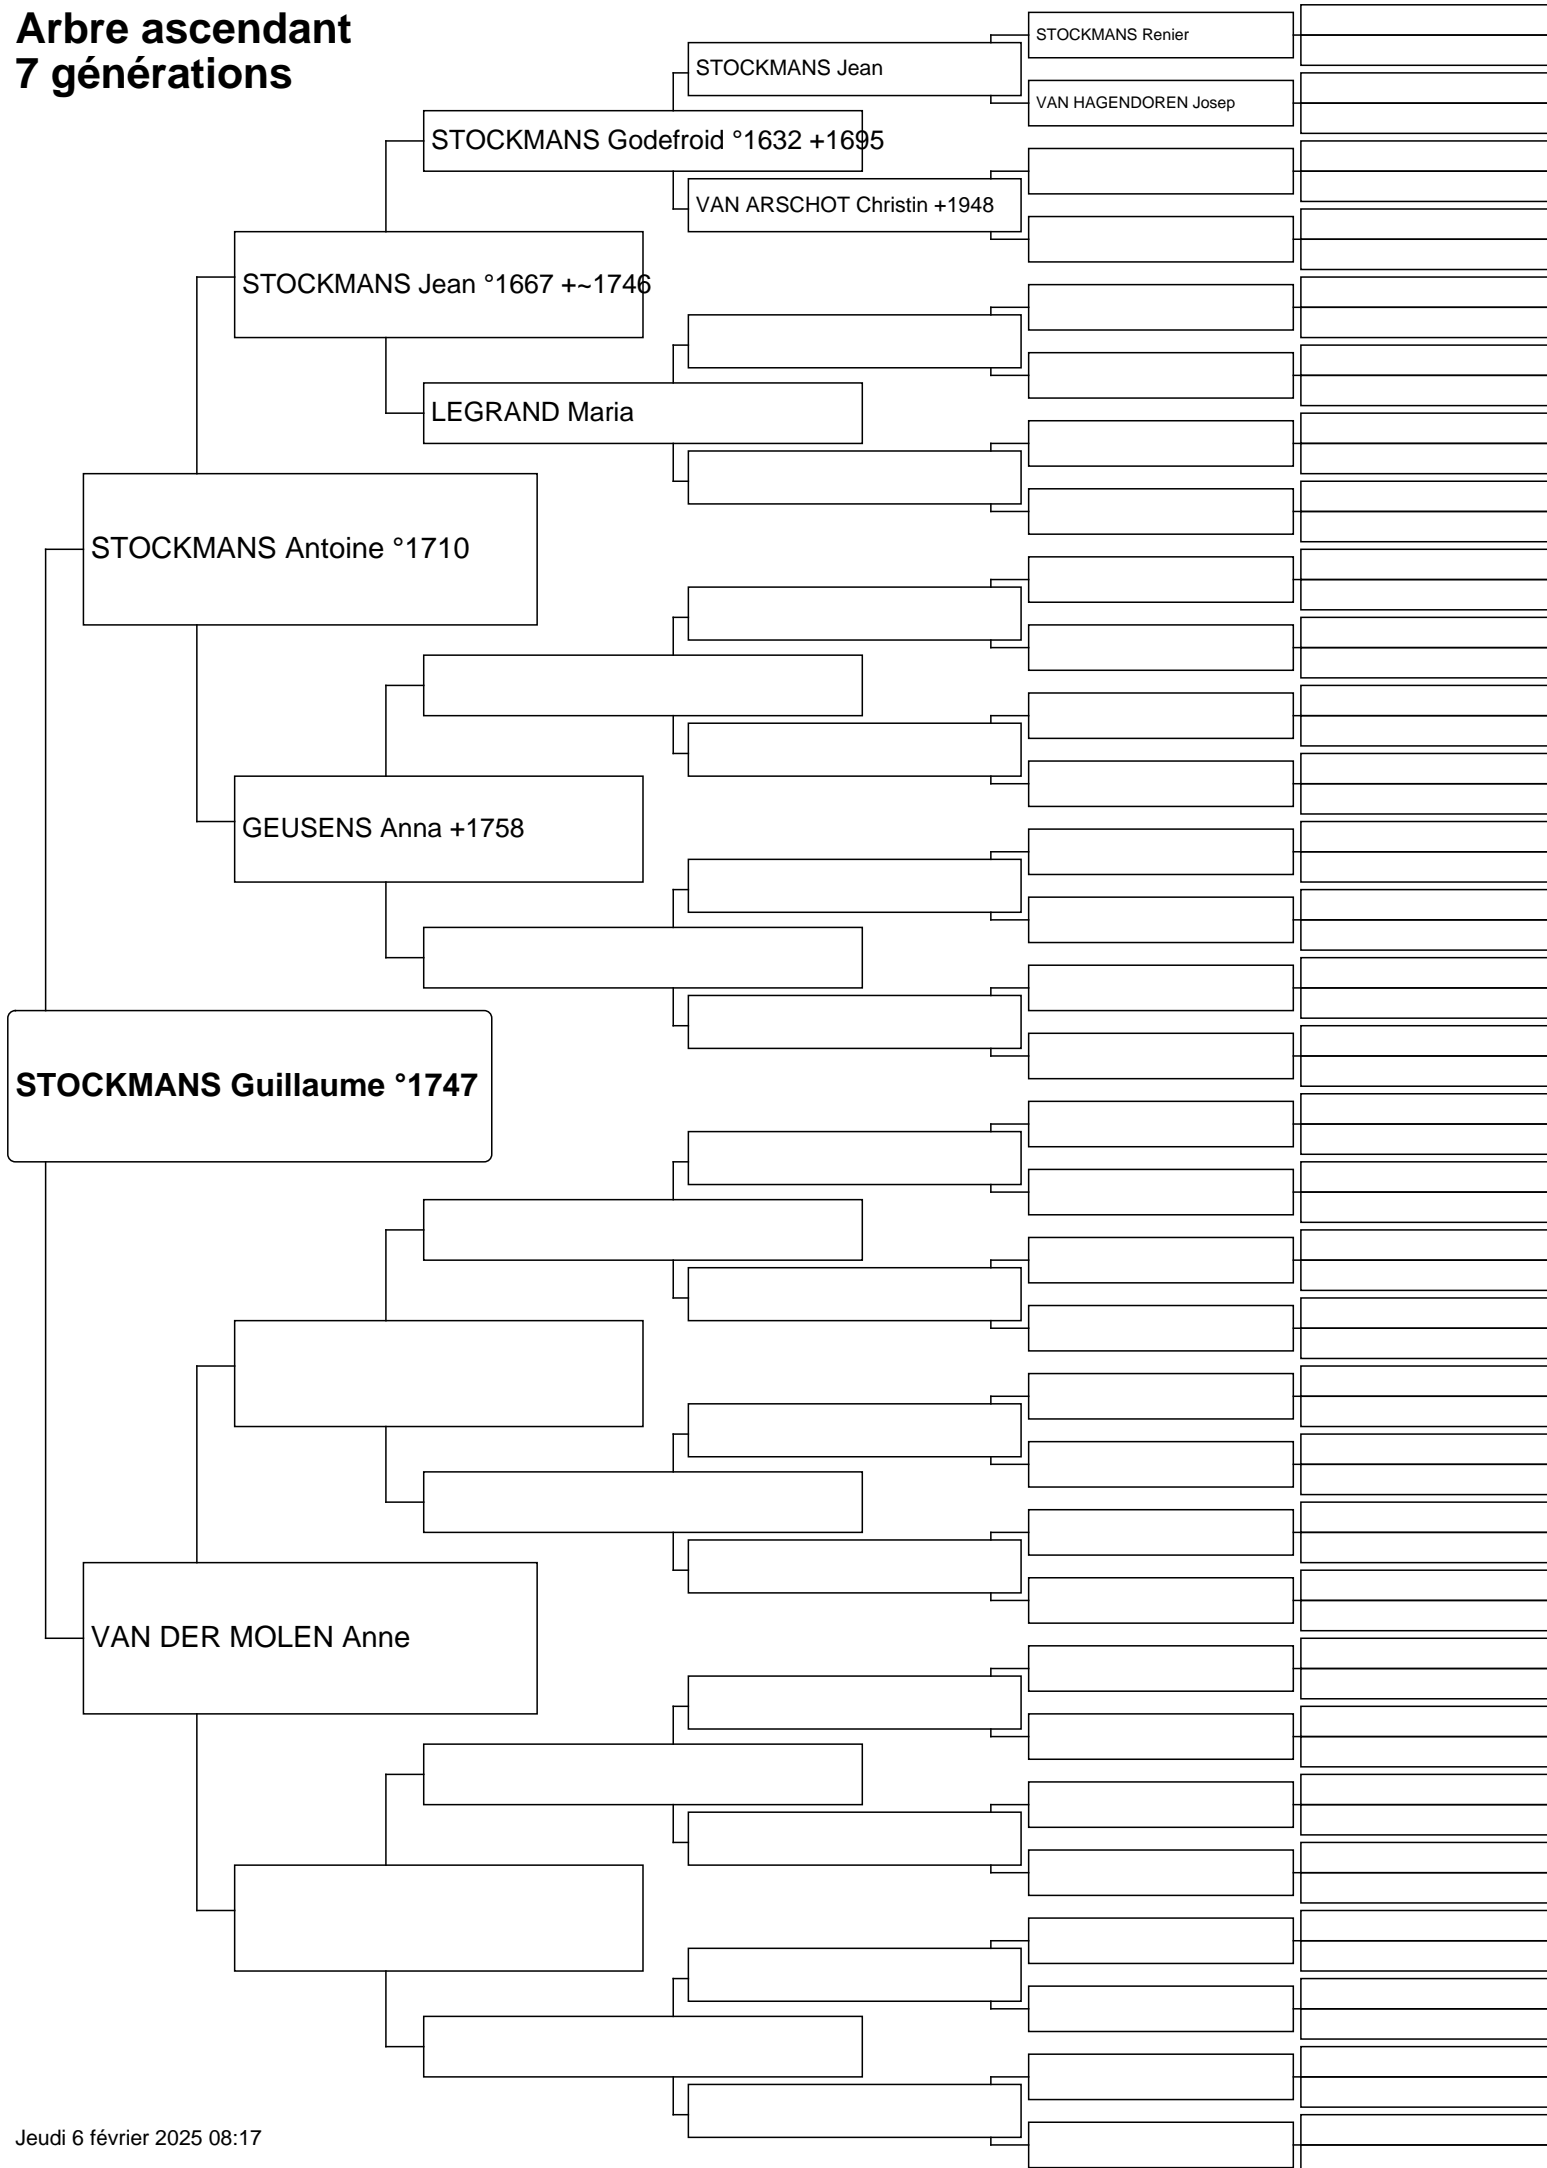 Arbre ascendant
7 générations
STOCKMANS Renier
STOCKMANS Jean
VAN HAGENDOREN Josep
STOCKMANS Godefroid °1632 +1695
VAN ARSCHOT Christin +1948
STOCKMANS Jean °1667 +~1746
LEGRAND Maria
STOCKMANS Antoine °1710
GEUSENS Anna +1758
STOCKMANS Guillaume °1747
VAN DER MOLEN Anne
Jeudi 6 février 2025 08:17